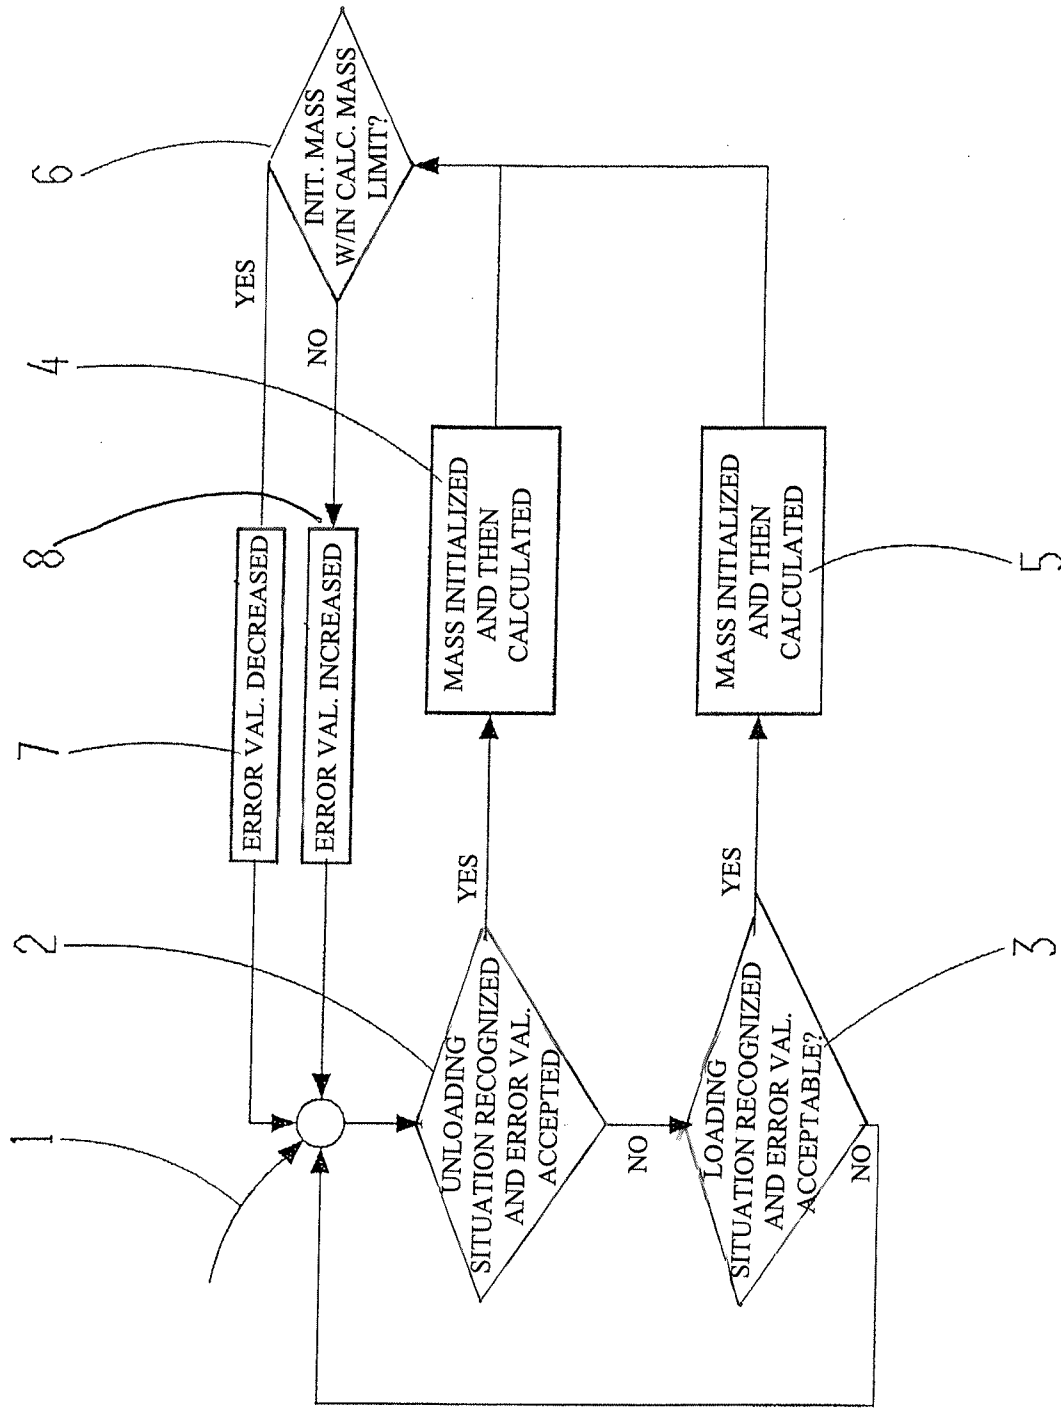 1
2
7
8
4
6
ERROR VAL. DECREASED
YES
ERROR VAL. INCREASED
NO
INIT. MASS
W/IN CALC. MASS
LIMIT?
UNLOADING
SITUATION RECOGNIZED
AND ERROR VAL.
ACCEPTED
YES
MASS INITIALIZED
AND THEN
CALCULATED
NO
LOADING
SITUATION RECOGNIZED
AND ERROR VAL.
ACCEPTABLE?
YES
MASS INITIALIZED
AND THEN
CALCULATED
NO
3
5